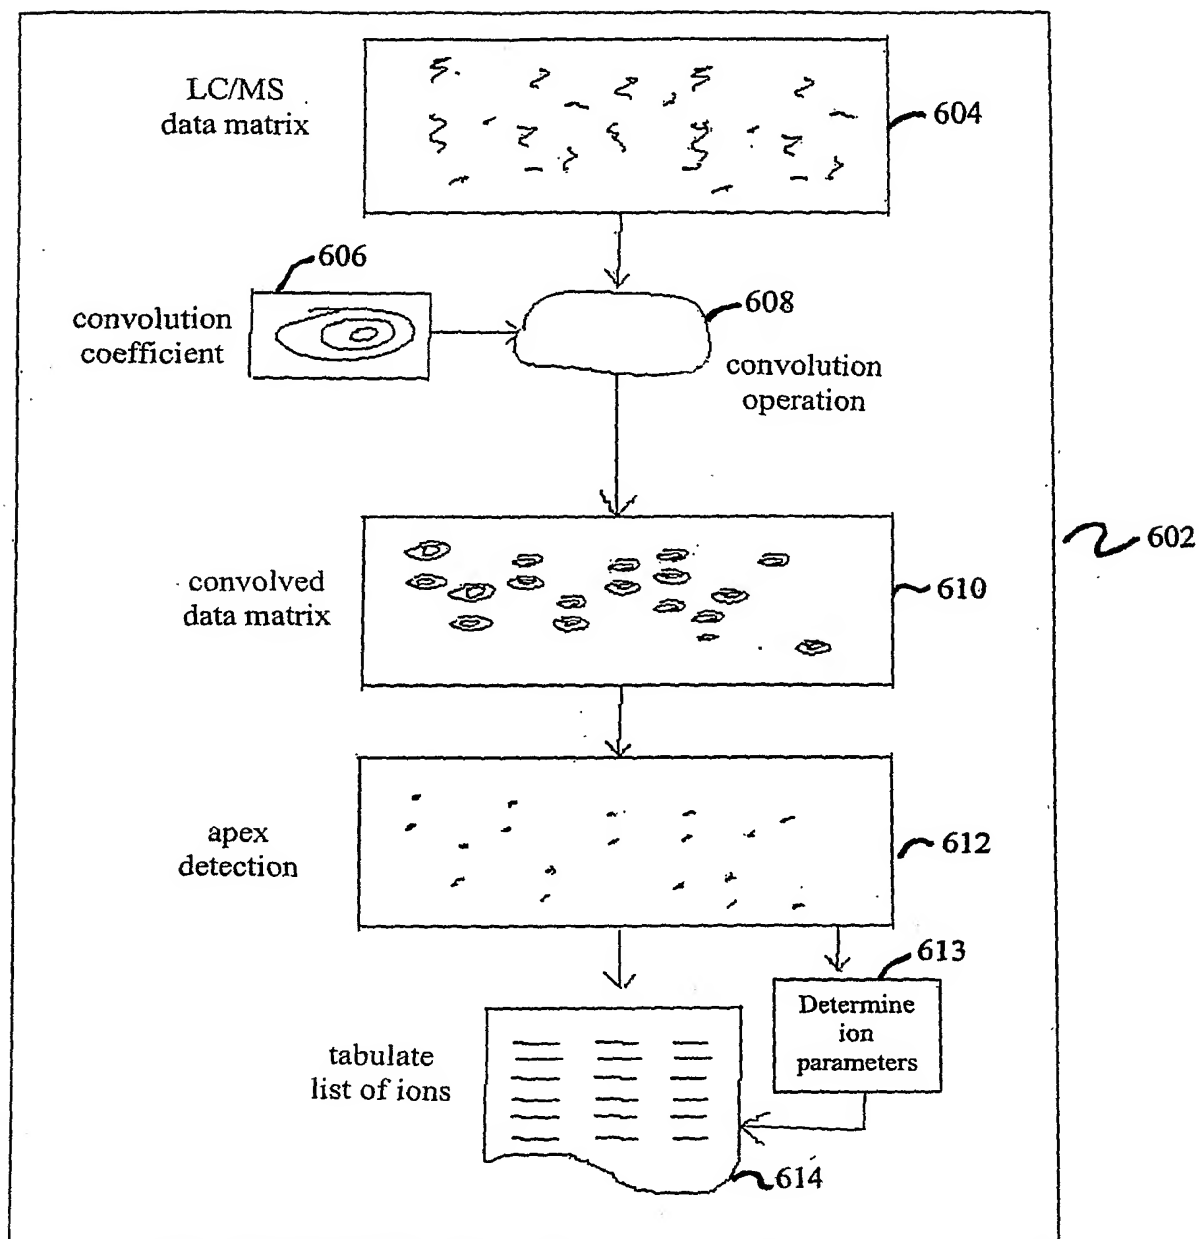 LC/MS
data matrix
604
606
convolution
coefficient
608
convolution
operation
602
convolved
data matrix
610
apex
detection
612
613
Determine
ion
parameters
tabulate
list of ions
614